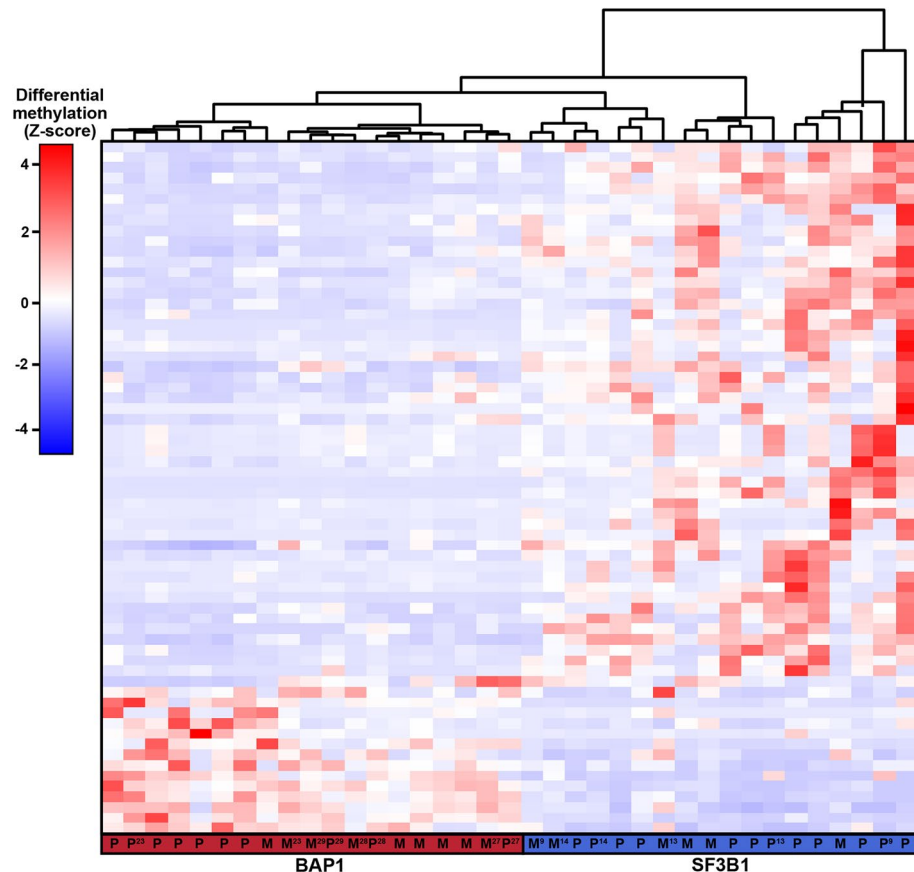 Differential
methylation
(Z-score)
4
2
0
-2
-4
P P²³ P P P P P M M²³ M²⁹ P²⁹ M²⁸ P²⁸ M M M M M²⁷ P²⁷ M⁹ M¹⁴ P P¹⁴ P P M¹³ M M P P P¹³ P P M P P⁹ P
BAP1 SF3B1